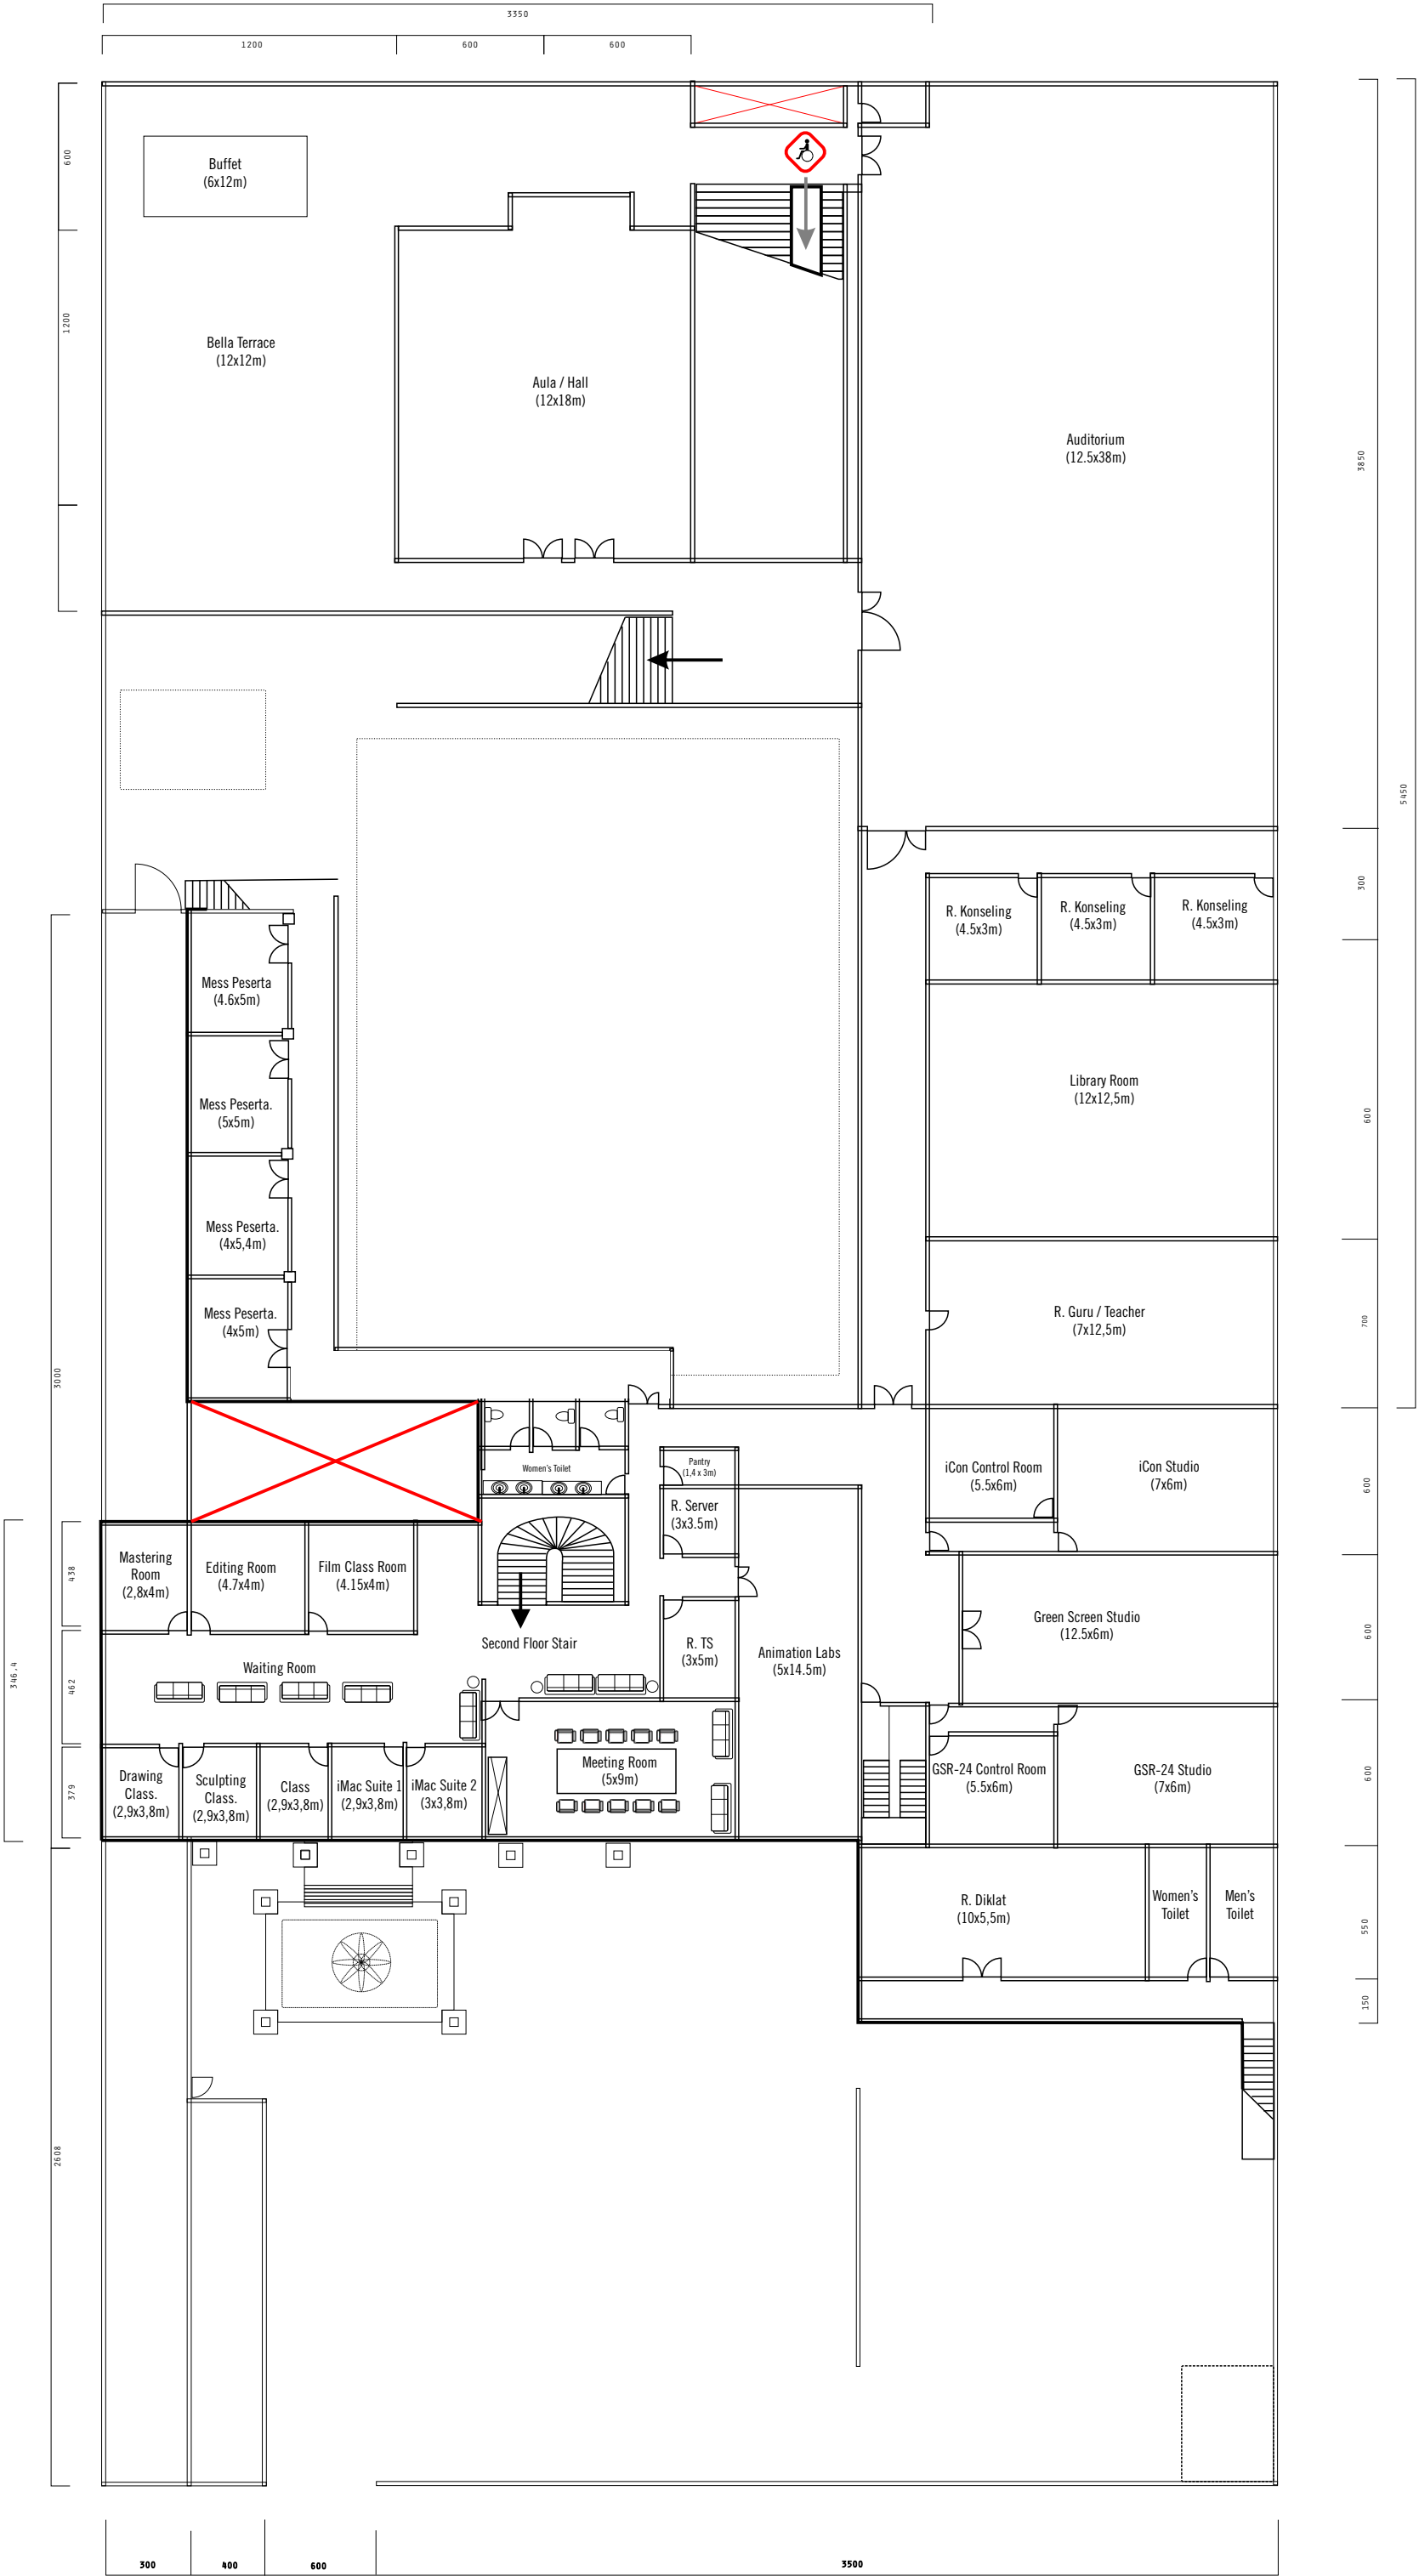 3350
1200
600
600
600
Buffet
(6x12m)
1200
Bella Terrace
(12x12m)
Aula / Hall
(12x18m)
Auditorium
(12.5x38m)
3850
5450
300
R. Konseling
(4.5x3m)
R. Konseling
(4.5x3m)
R. Konseling
(4.5x3m)
Mess Peserta
(4.6x5m)
Mess Peserta.
(5x5m)
Mess Peserta.
(4x5,4m)
Mess Peserta.
(4x5m)
Library Room
(12x12,5m)
600
R. Guru / Teacher
(7x12,5m)
700
3000
Women's Toilet
Pantry
(1,4 x 3m)
R. Server
(3x3.5m)
iCon Control Room
(5.5x6m)
iCon Studio
(7x6m)
600
438
Mastering
Room
(2,8x4m)
Editing Room
(4.7x4m)
Film Class Room
(4.15x4m)
Second Floor Stair
R. TS
(3x5m)
Animation Labs
(5x14.5m)
Green Screen Studio
(12.5x6m)
600
346,4
462
Waiting Room
379
Drawing
Class.
(2,9x3,8m)
Sculpting
Class.
(2,9x3,8m)
Class
(2,9x3,8m)
iMac Suite 1
(2,9x3,8m)
iMac Suite 2
(3x3,8m)
Meeting Room
(5x9m)
GSR-24 Control Room
(5.5x6m)
GSR-24 Studio
(7x6m)
600
R. Diklat
(10x5,5m)
Women's
Toilet
Men's
Toilet
550
150
2608
300
400
600
3500